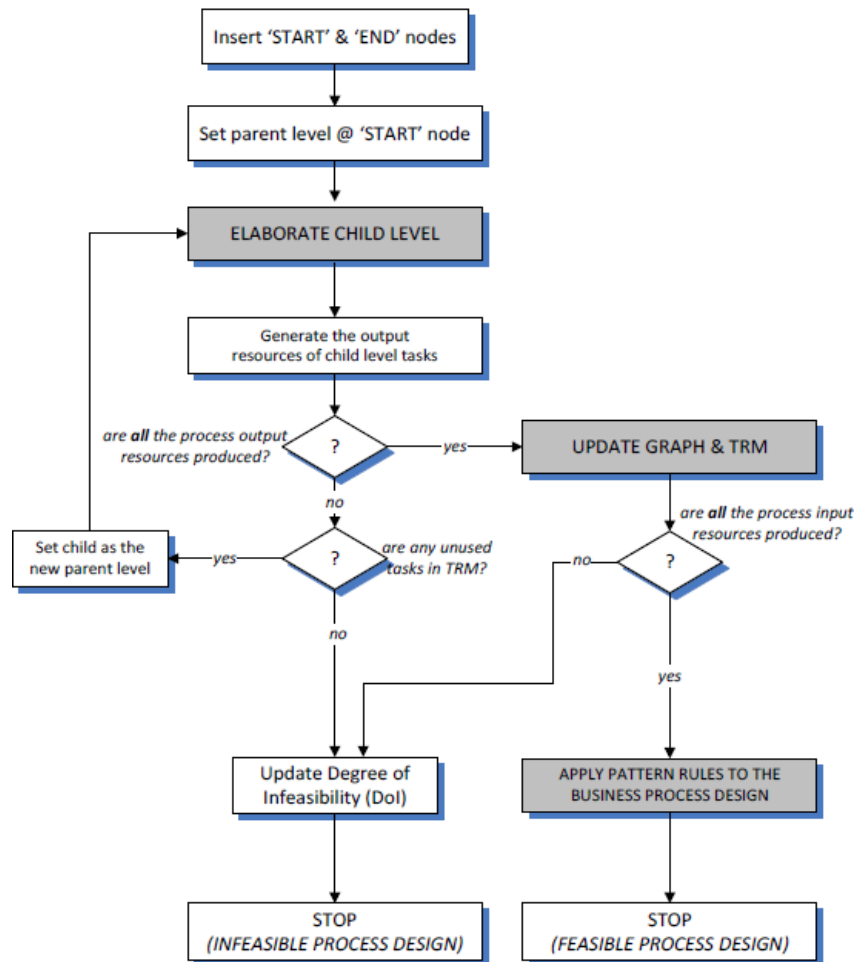 Insert ‘START’ & ‘END’ nodes
Set parent level @ ‘START’ node
ELABORATE CHILD LEVEL
Generate the output
resources of child level tasks
are all the process output
resources produced?
?
yes
UPDATE GRAPH & TRM
no
are all the process input
resources produced?
Set child as the
new parent level
yes
?
are any unused
tasks in TRM?
no
?
no
yes
Update Degree of
Infeasibility (DoI)
APPLY PATTERN RULES TO THE
BUSINESS PROCESS DESIGN
STOP
(INFEASIBLE PROCESS DESIGN)
STOP
(FEASIBLE PROCESS DESIGN)